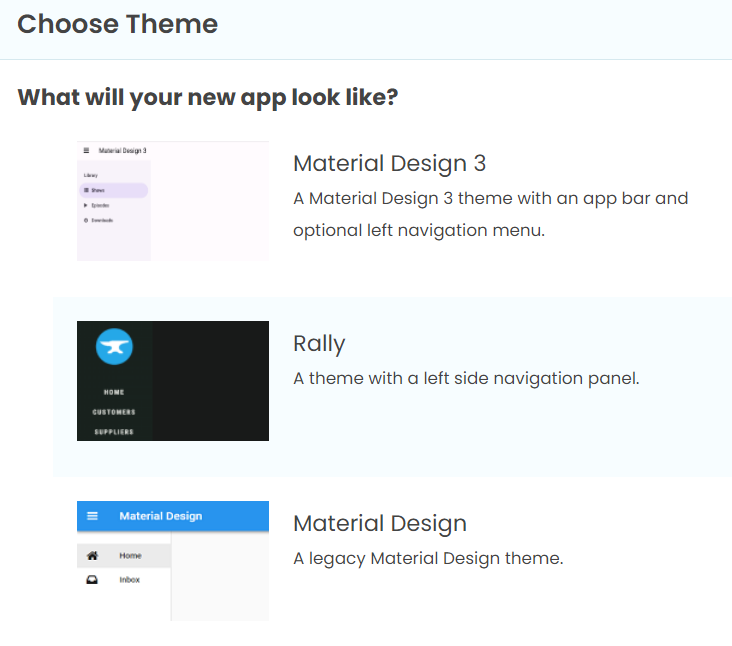 Choose Theme
What will your new app look like?
Material Design 3
Library
Shows
Episodes
Downloads
Material Design 3
A Material Design 3 theme with an app bar and
optional left navigation menu.
HOME
CUSTOMERS
SUPPLIERS
Rally
A theme with a left side navigation panel.
Material Design
Home
Inbox
Material Design
A legacy Material Design theme.